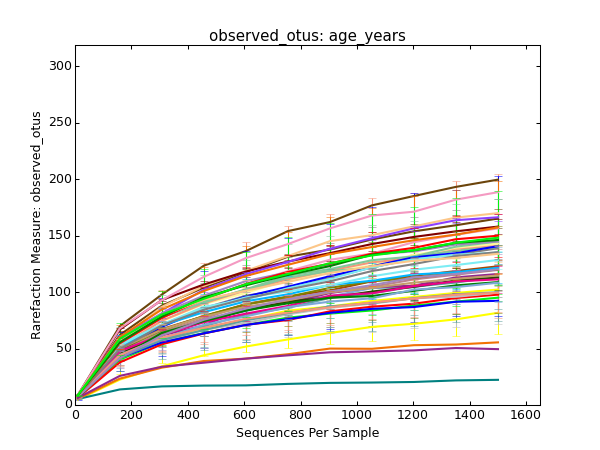 observed_otus: age_years
300
250
200
150
100
50
0
Rarefaction Measure: observed_otus
0 200 400 600 800 1000 1200 1400 1600
Sequences Per Sample